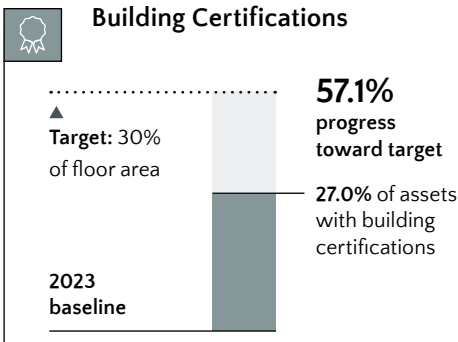 Building Certifications
57.1%
progress
toward target
Target: 30%
of floor area
27.0% of assets
with building
certifications
2023
baseline